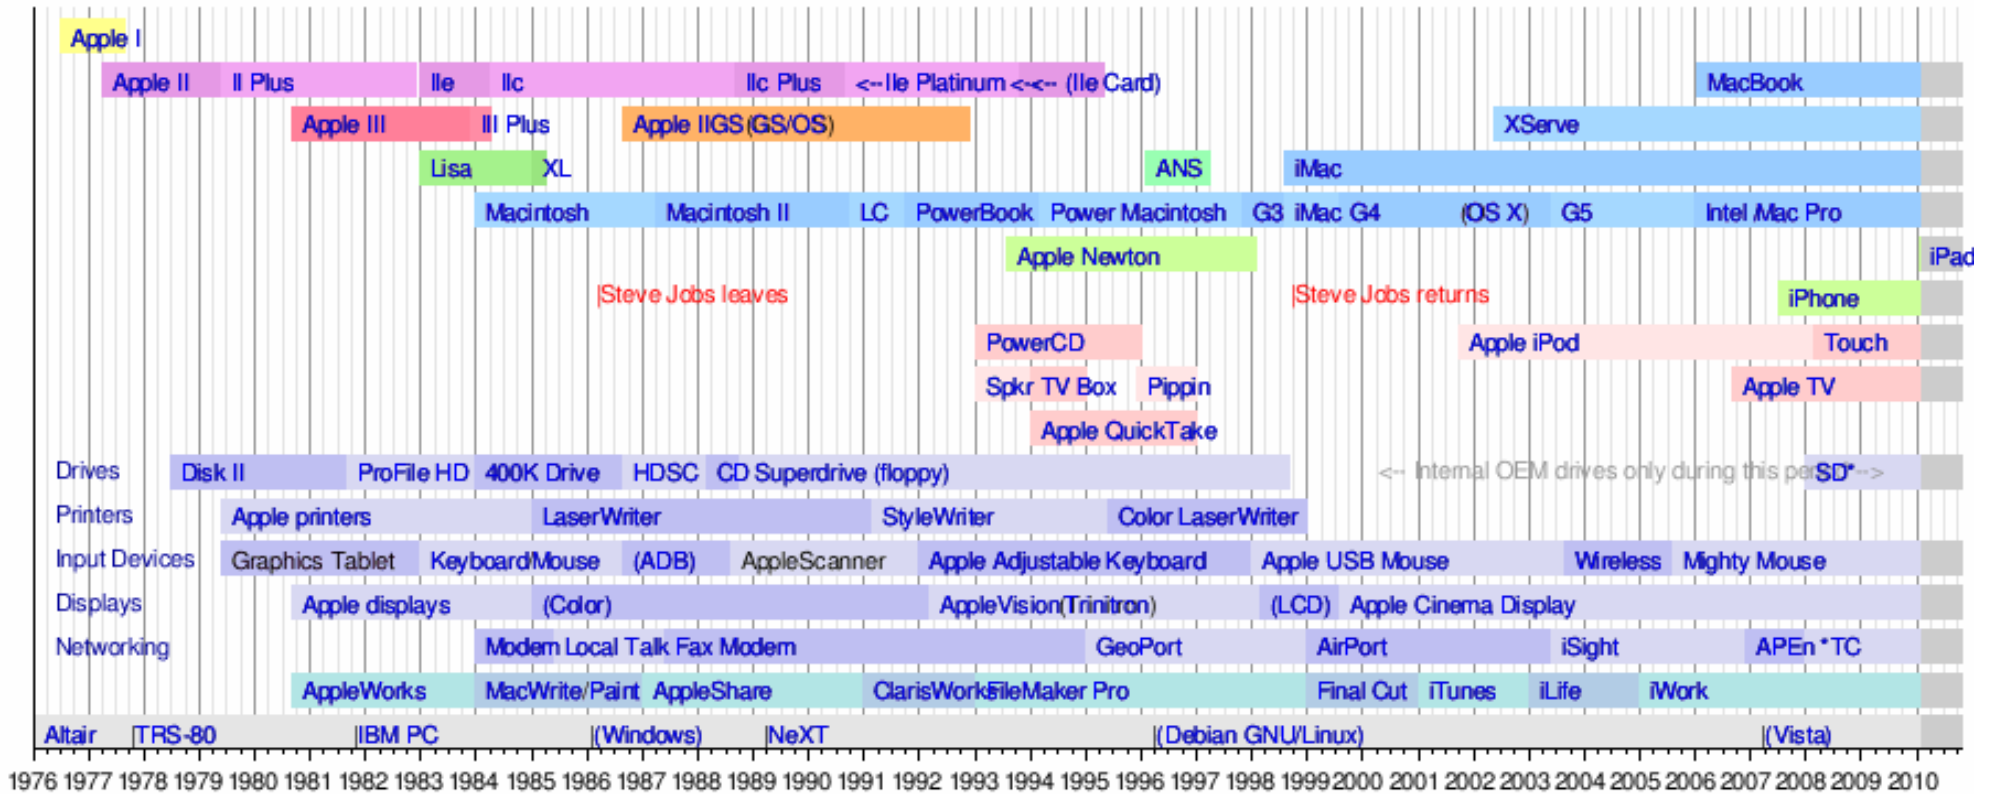 Apple I
Apple II II Plus IIe IIc IIc Plus <--IIe Platinum <-<-- (IIe Card) MacBook
Apple III III Plus Apple IIGS(GS/OS) XServe
Lisa XL ANS iMac
Macintosh Macintosh II LC PowerBook Power Macintosh G3 iMac G4 (OS X) G5 Intel Mac Pro
Apple Newton iPad
|Steve Jobs leaves |Steve Jobs returns iPhone
PowerCD Apple iPod Touch
Spkr TV Box Pippin Apple TV
Apple QuickTake
Drives Disk II ProFile HD 400K Drive HDSC CD Superdrive (floppy) <-- Internal OEM drives only during this SD* -->
Printers Apple printers LaserWriter StyleWriter Color LaserWriter
Input Devices Graphics Tablet Keyboard/Mouse (ADB) AppleScanner Apple Adjustable Keyboard Apple USB Mouse Wireless Mighty Mouse
Displays Apple displays (Color) AppleVision(Trinitron) (LCD) Apple Cinema Display
Networking Modem Local Talk Fax Modem GeoPort AirPort iSight APEn *TC
AppleWorks MacWrite/Paint AppleShare ClarisWorks FileMaker Pro Final Cut iTunes iLife iWork
Altair |TRS-80 |IBM PC |(Windows) |NeXT |(Debian GNU/Linux) |(Vista)
1976 1977 1978 1979 1980 1981 1982 1983 1984 1985 1986 1987 1988 1989 1990 1991 1992 1993 1994 1995 1996 1997 1998 1999 2000 2001 2002 2003 2004 2005 2006 2007 2008 2009 2010